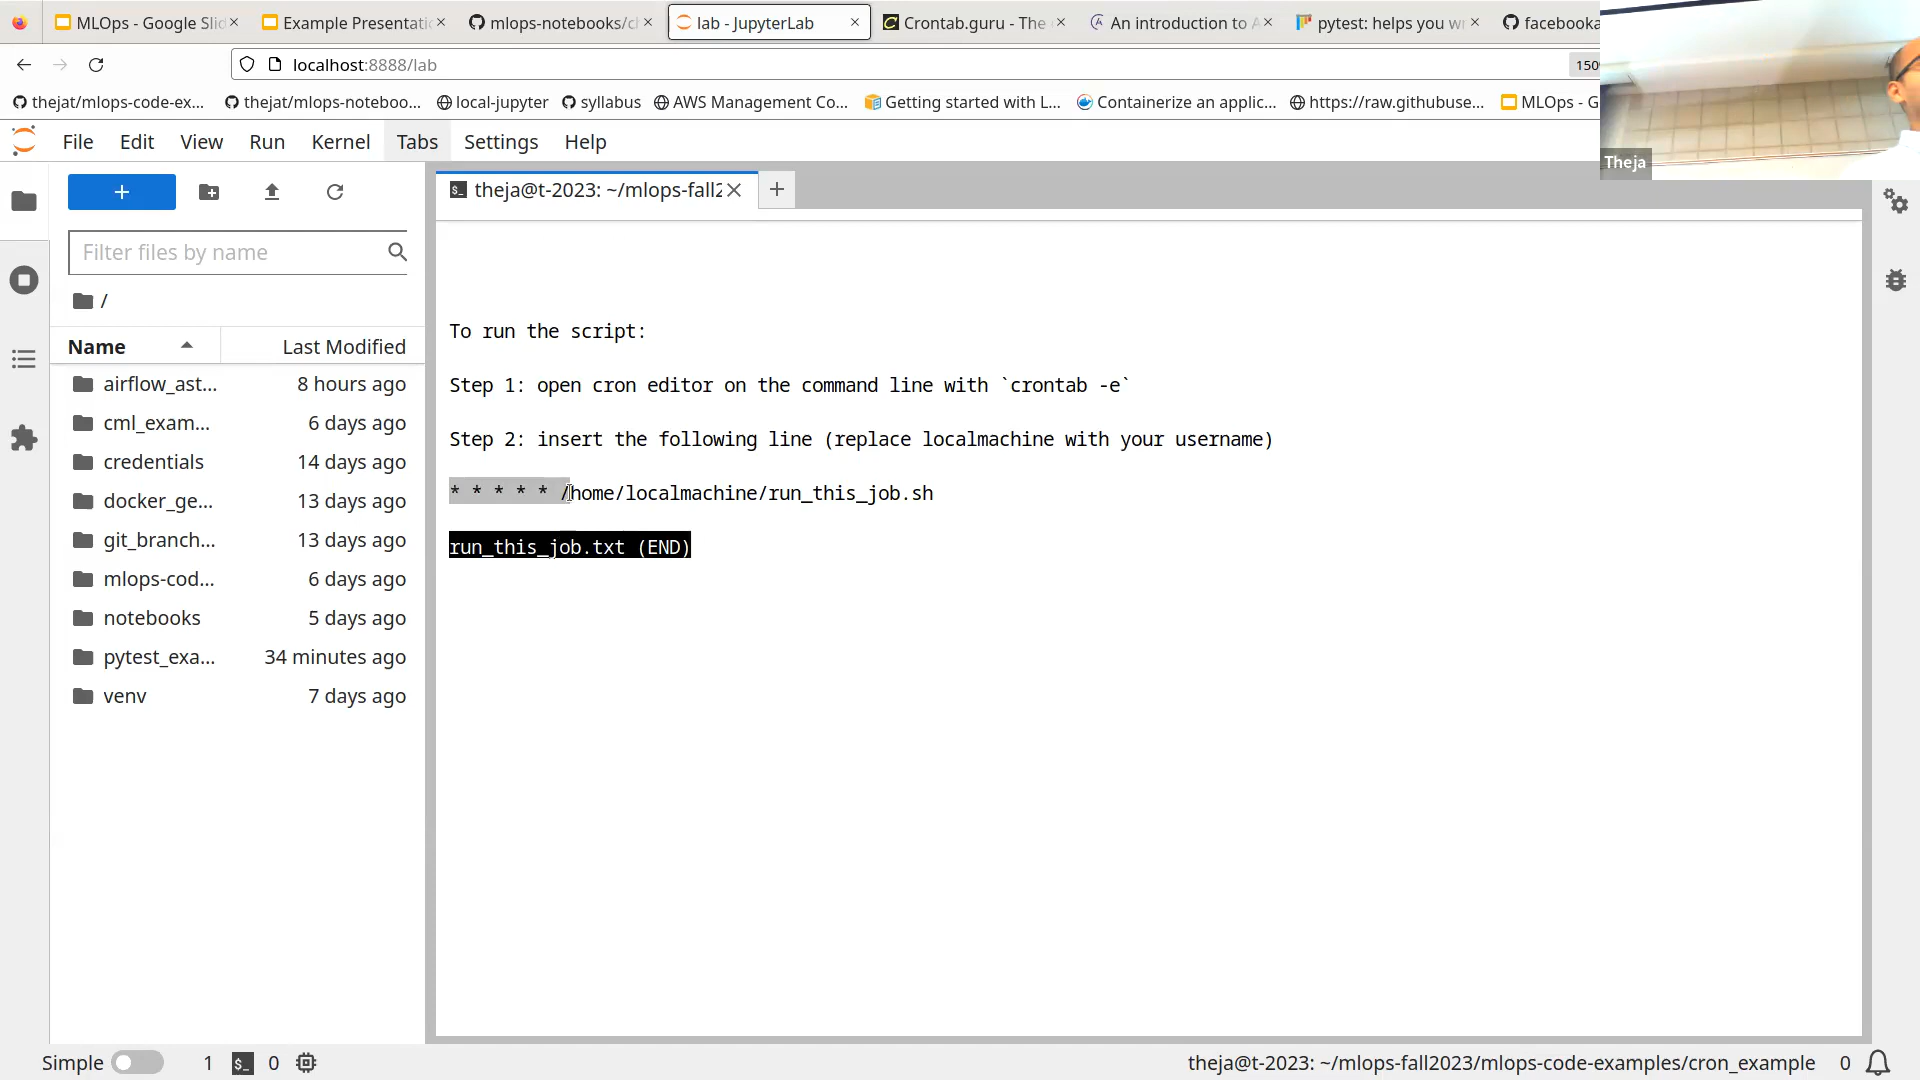 MLOps - Google Slid
Example Presentati
mlops-notebooks/cl
lab - JupyterLab
Crontab.guru - The
An introduction to A
pytest: helps you w
facebooka
localhost:8888/lab
150
thejat/mlops-code-ex...
thejat/mlops-noteboo...
local-jupyter
syllabus
AWS Management Co...
Getting started with L...
Containerize an applic...
https://raw.githubuse...
MLOps - G
Theja
File
Edit
View
Run
Kernel
Tabs
Settings
Help
+
theja@t-2023: ~/mlops-fall2
Filter files by name
/
Name
Last Modified
airflow_ast... 8 hours ago
cml_exam... 6 days ago
credentials 14 days ago
docker_ge... 13 days ago
git_branch... 13 days ago
mlops-cod... 6 days ago
notebooks 5 days ago
pytest_exa... 34 minutes ago
venv 7 days ago
To run the script:
Step 1: open cron editor on the command line with `crontab -e`
Step 2: insert the following line (replace localmachine with your username)
* * * * * /home/localmachine/run_this_job.sh
run_this_job.txt (END)
Simple
1
0
theja@t-2023: ~/mlops-fall2023/mlops-code-examples/cron_example
0